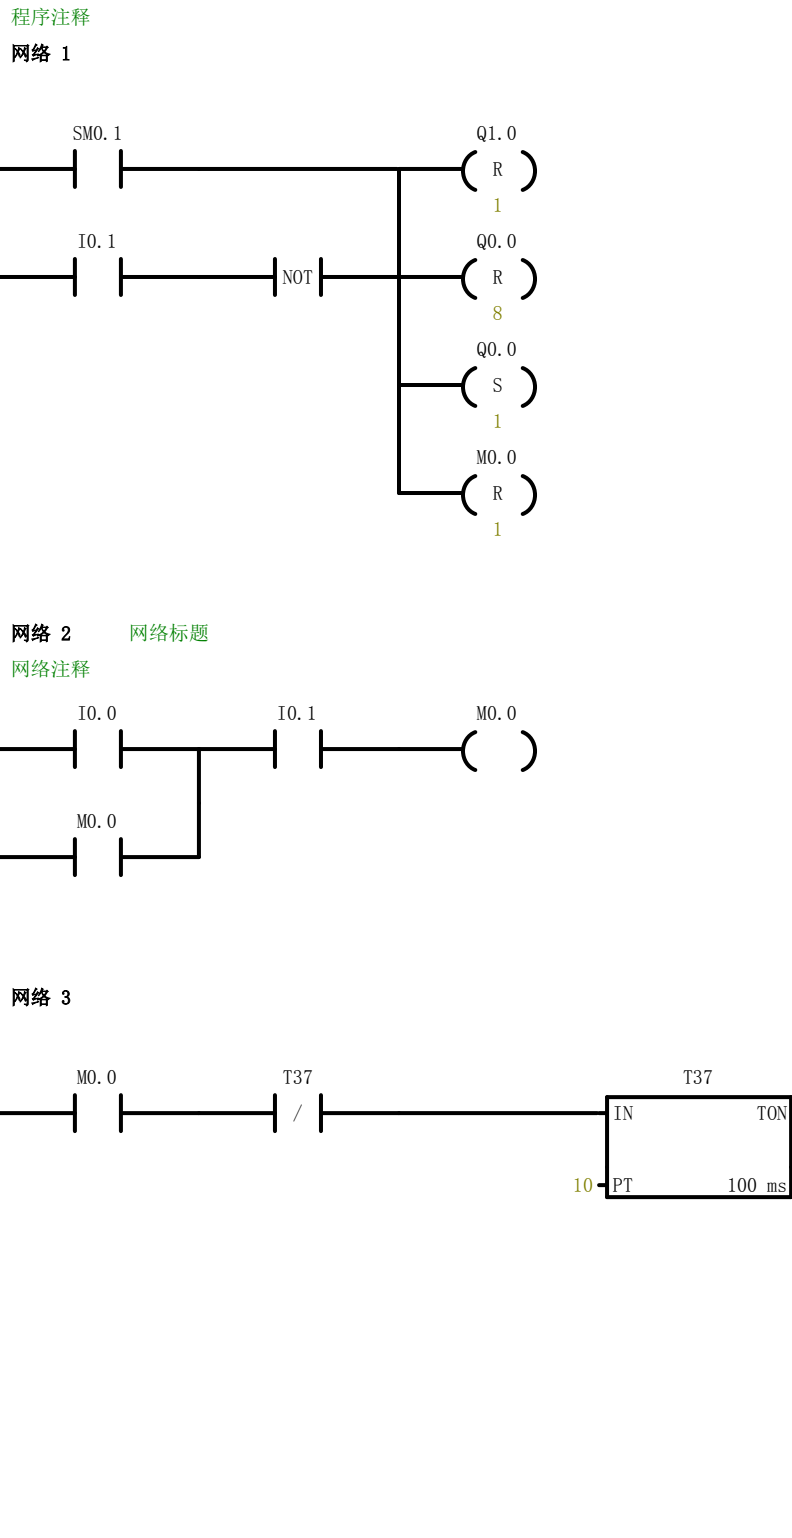 程序注释
网络 1
SM0.1 Q1.0
R
1
I0.1 Q0.0
NOT R
8
Q0.0
S
1
M0.0
R
1
网络 2 网络标题
网络注释
I0.0 I0.1 M0.0
M0.0
网络 3
M0.0 T37 T37
/ IN TON
10 PT 100 ms